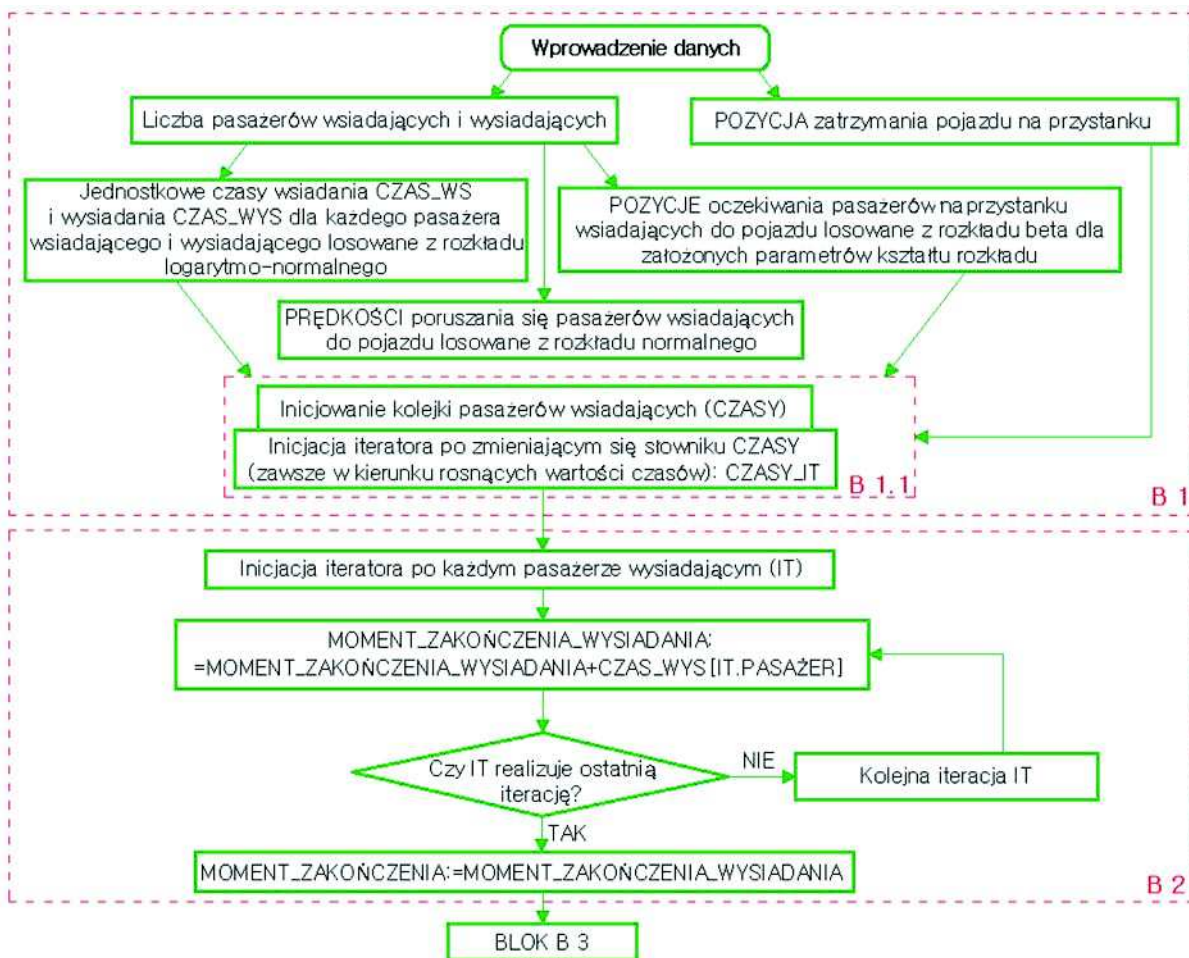 Wprowadzenie danych
Liczba pasażerów wsiadających i wysiadających
POZYCJA zatrzymania pojazdu na przystanku
Jednostkowe czasy wsiadania CZAS_WS
i wysiadania CZAS_WYS dla każdego pasażera
wsiadającego i wysiadającego losowane z rozkładu
logarytmo-normalnego
POZYCJE oczekiwania pasażerów na przystanku
wsiadających do pojazdu losowane z rozkładu beta dla
założonych parametrów kształtu rozkładu
PRĘDKOŚCI poruszania się pasażerów wsiadających
do pojazdu losowane z rozkładu normalnego
Inicjowanie kolejki pasażerów wsiadających (CZASY)
Inicjacja iteratora po zmieniającym się słowniku CZASY
(zawsze w kierunku rosnących wartości czasów): CZASY_IT
B 1.1
B 1
Inicjacja iteratora po każdym pasażerze wysiadającym (IT)
MOMENT_ZAKOŃCZENIA_WYSIADANIA:
=MOMENT_ZAKOŃCZENIA_WYSIADANIA+CZAS_WYS[IT.PASAŻER]
Czy IT realizuje ostatnią
iterację?
NIE
Kolejna iteracja IT
TAK
MOMENT_ZAKOŃCZENIA:=MOMENT_ZAKOŃCZENIA_WYSIADANIA
B 2
BLOK B 3